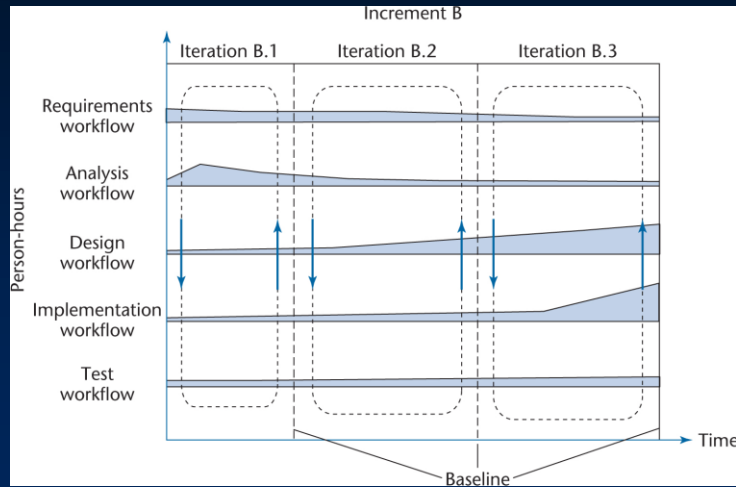 Increment B
Iteration B.1
Iteration B.2
Iteration B.3
Person-hours
Requirements
workflow
Analysis
workflow
Design
workflow
Implementation
workflow
Test
workflow
Time
Baseline